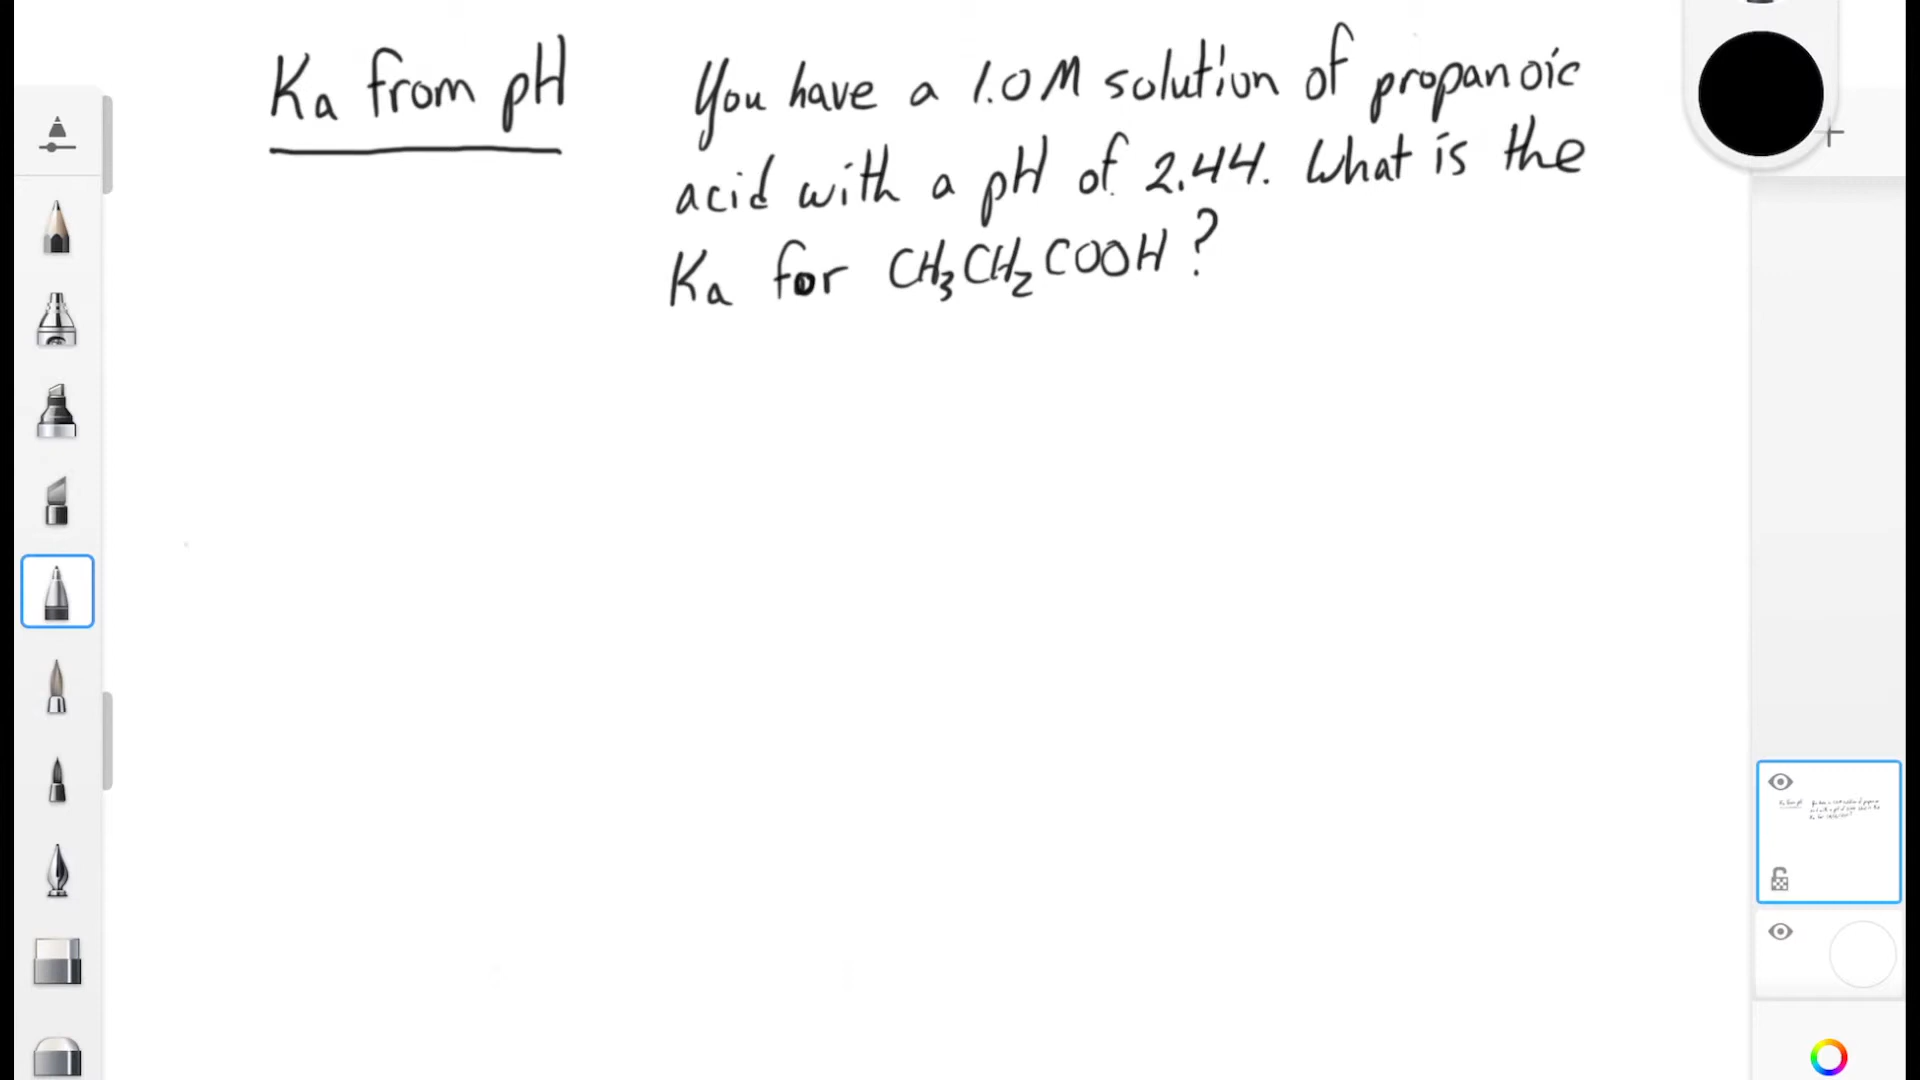 Ka from pH
You have a 1.0M solution of propanoic
acid with a pH of 2.44. What is the
Ka for CH₃CH₂COOH?